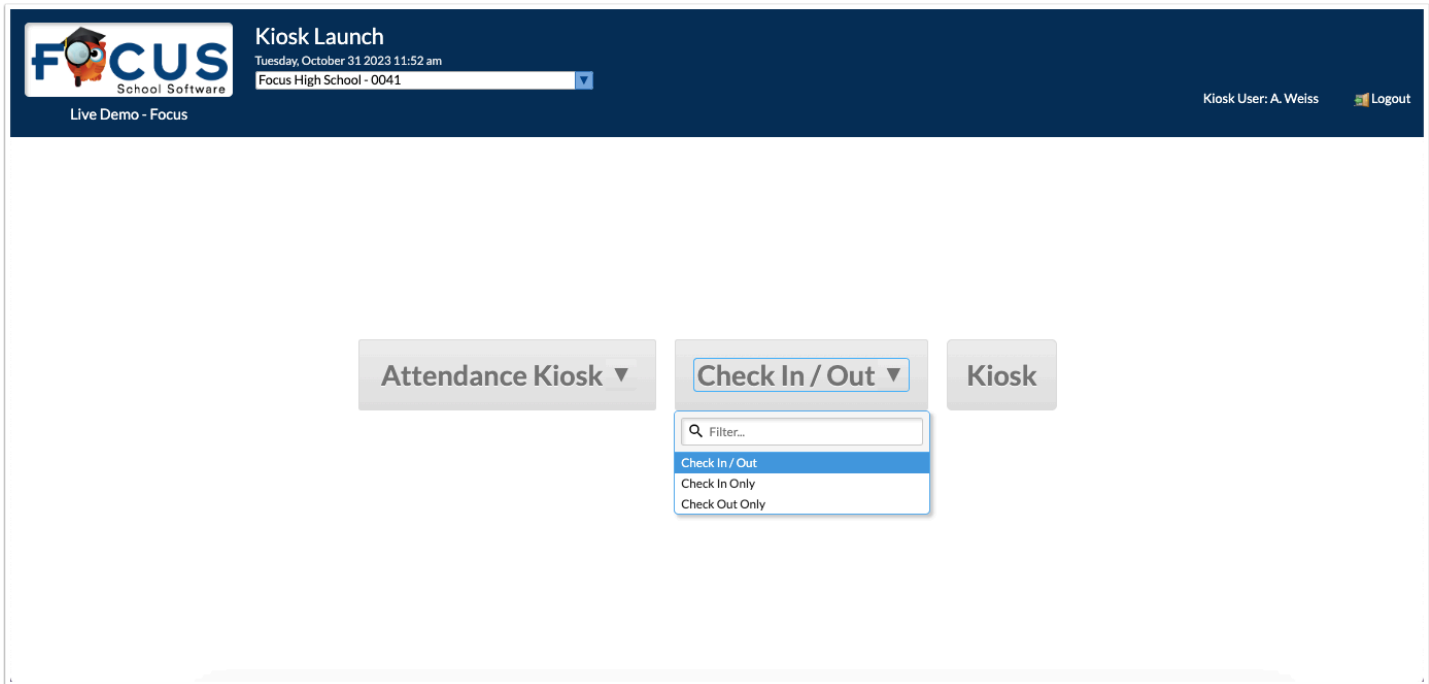 FOCUS
School Software
Live Demo - Focus
Kiosk Launch
Tuesday, October 31 2023 11:52 am
Focus High School - 0041
Kiosk User: A. Weiss
Logout
Attendance Kiosk ▼
Check In / Out ▼
Kiosk
Filter...
Check In / Out
Check In Only
Check Out Only